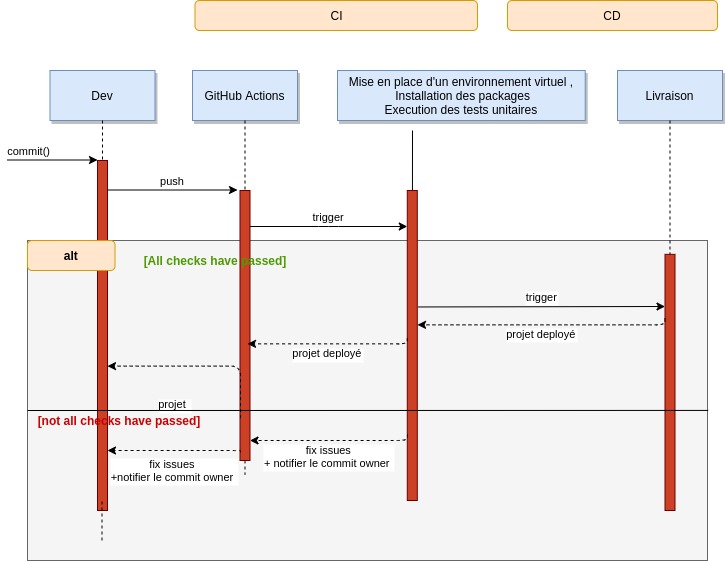 CI
CD
Dev
GitHub Actions
Mise en place d'un environnement virtuel ,
Installation des packages
Execution des tests unitaires
Livraison
commit()
push
trigger
alt
[All checks have passed]
trigger
projet deployé
projet deployé
projet
[not all checks have passed]
fix issues
+ notifier le commit owner
fix issues
+notifier le commit owner